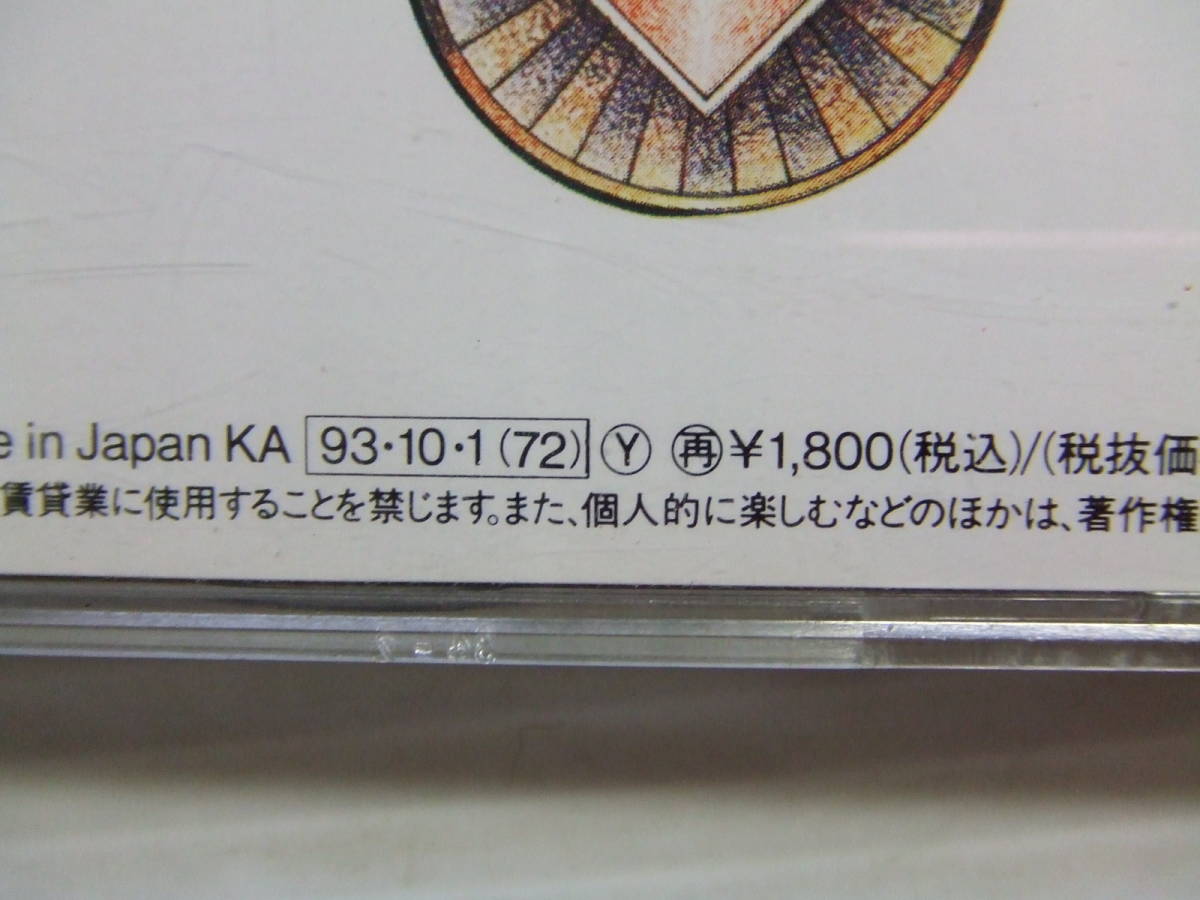 in Japan KA 93・10・1(72) Ⓨ ㊢再 ¥1,800(税込)/(税抜価
賃貸業に使用することを禁じます。また、個人的に楽しむなどのほかは、著作権